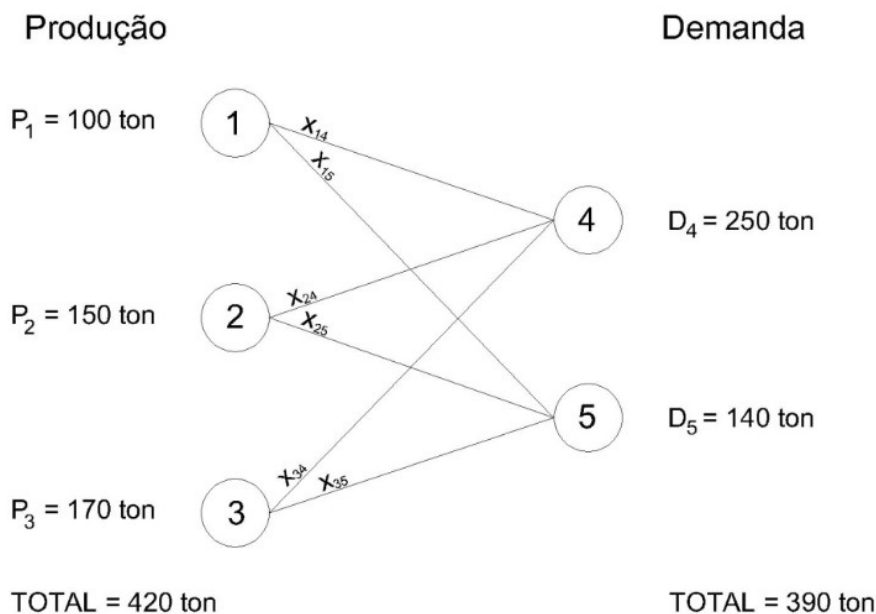 Produção
Demanda
P₁ = 100 ton
1
X₁₄
X₁₅
4
D₄ = 250 ton
P₂ = 150 ton
2
X₂₄
X₂₅
5
D₅ = 140 ton
P₃ = 170 ton
3
X₃₄
X₃₅
TOTAL = 420 ton
TOTAL = 390 ton